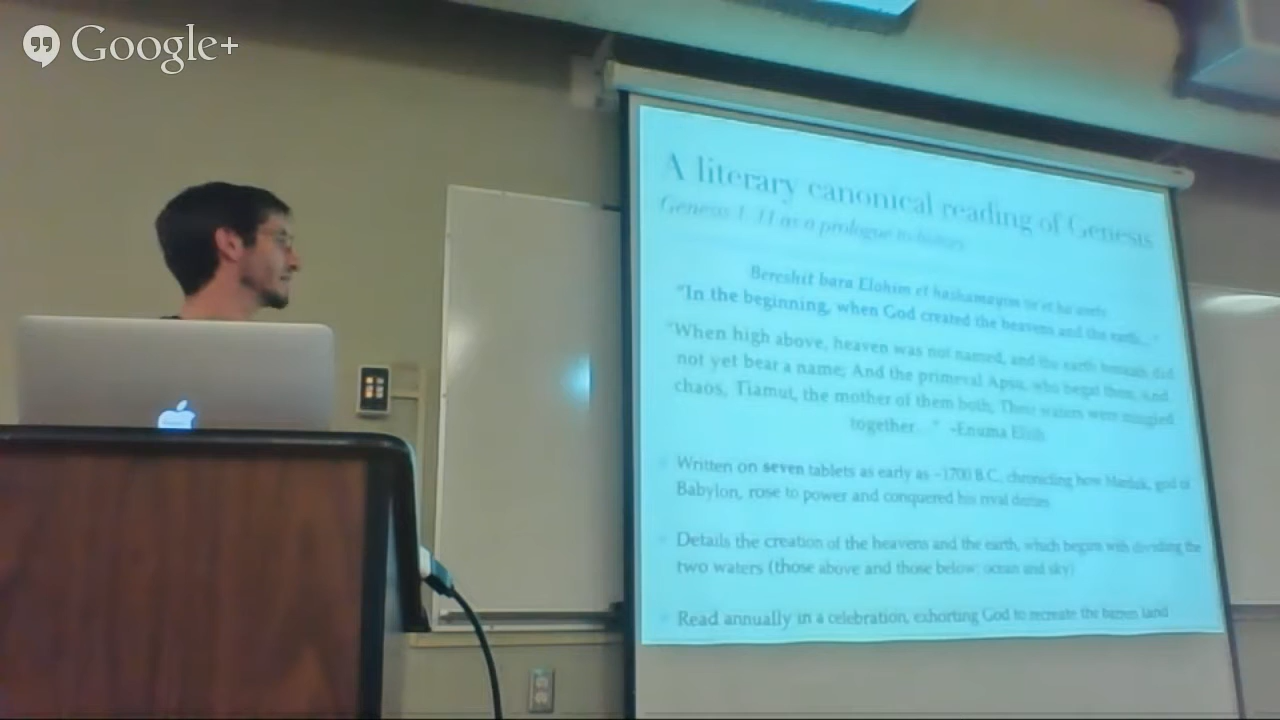 Google+
A literary canonical reading of Genesis
Genesis 1-11 as a prologue to history
Bereshit bara Elohim et hashamayim
"In the beginning, when God created the heavens and the earth..."
"When high above, heaven was not named, and the earth beneath did
not yet bear a name; And the primeval Apsu, who begat them, And
chaos, Tiamut, the mother of them both, Their waters were mingled
together..." -Enuma Elish
Written on seven tablets as early as ~1700 B.C., chronicling how Marduk, god of
Babylon, rose to power and conquered his rival deities
Details the creation of the heavens and the earth, which begins with dividing the
two waters (those above and those below; ocean and sky)
Read annually in a celebration, exhorting God to recreate the barren land